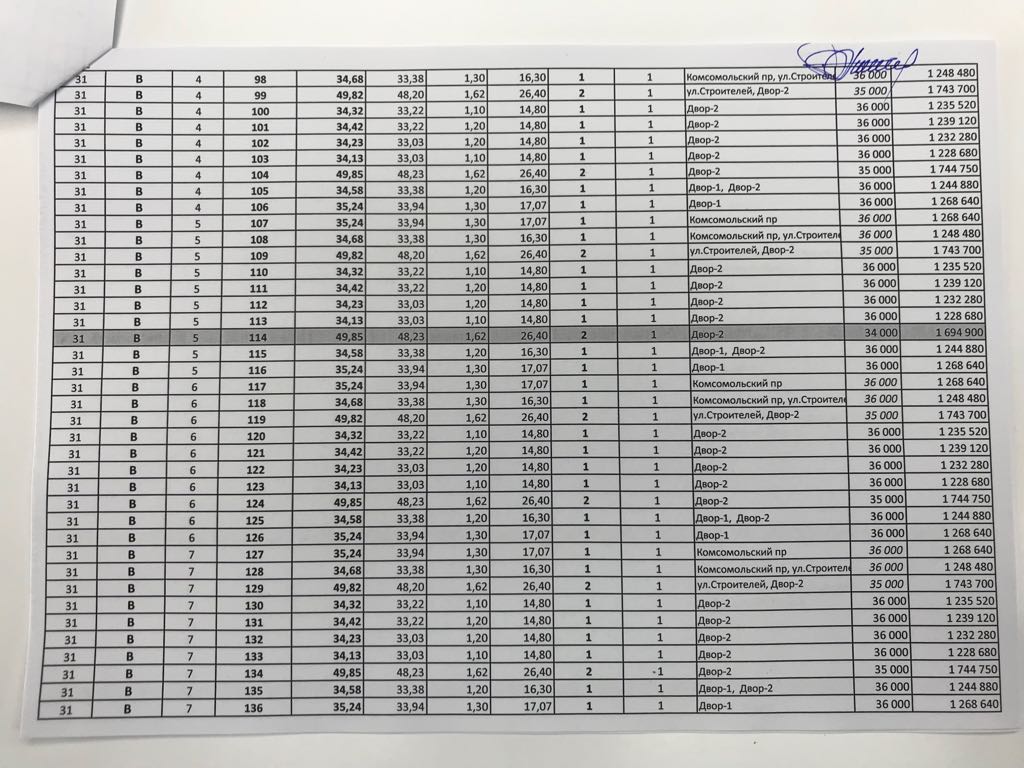 31 В 4 98 34,68 33,38 1,30 16,30 1 1 Комсомольский пр, ул.Строителе 36 000 1 248 480
31 В 4 99 49,82 48,20 1,62 26,40 2 1 ул.Строителей, Двор-2 35 000 1 743 700
31 В 4 100 34,32 33,22 1,10 14,80 1 1 Двор-2 36 000 1 235 520
31 В 4 101 34,42 33,22 1,20 14,80 1 1 Двор-2 36 000 1 239 120
31 В 4 102 34,23 33,03 1,20 14,80 1 1 Двор-2 36 000 1 232 280
31 В 4 103 34,13 33,03 1,10 14,80 1 1 Двор-2 36 000 1 228 680
31 В 4 104 49,85 48,23 1,62 26,40 2 1 Двор-2 35 000 1 744 750
31 В 4 105 34,58 33,38 1,20 16,30 1 1 Двор-1, Двор-2 36 000 1 244 880
31 В 4 106 35,24 33,94 1,30 17,07 1 1 Двор-1 36 000 1 268 640
31 В 5 107 35,24 33,94 1,30 17,07 1 1 Комсомольский пр 36 000 1 268 640
31 В 5 108 34,68 33,38 1,30 16,30 1 1 Комсомольский пр, ул.Строителе 36 000 1 248 480
31 В 5 109 49,82 48,20 1,62 26,40 2 1 ул.Строителей, Двор-2 35 000 1 743 700
31 В 5 110 34,32 33,22 1,10 14,80 1 1 Двор-2 36 000 1 235 520
31 В 5 111 34,42 33,22 1,20 14,80 1 1 Двор-2 36 000 1 239 120
31 В 5 112 34,23 33,03 1,20 14,80 1 1 Двор-2 36 000 1 232 280
31 В 5 113 34,13 33,03 1,10 14,80 1 1 Двор-2 36 000 1 228 680
31 В 5 114 49,85 48,23 1,62 26,40 2 1 Двор-2 34 000 1 694 900
31 В 5 115 34,58 33,38 1,20 16,30 1 1 Двор-1, Двор-2 36 000 1 244 880
31 В 5 116 35,24 33,94 1,30 17,07 1 1 Двор-1 36 000 1 268 640
31 В 6 117 35,24 33,94 1,30 17,07 1 1 Комсомольский пр 36 000 1 268 640
31 В 6 118 34,68 33,38 1,30 16,30 1 1 Комсомольский пр, ул.Строителе 36 000 1 248 480
31 В 6 119 49,82 48,20 1,62 26,40 2 1 ул.Строителей, Двор-2 35 000 1 743 700
31 В 6 120 34,32 33,22 1,10 14,80 1 1 Двор-2 36 000 1 235 520
31 В 6 121 34,42 33,22 1,20 14,80 1 1 Двор-2 36 000 1 239 120
31 В 6 122 34,23 33,03 1,20 14,80 1 1 Двор-2 36 000 1 232 280
31 В 6 123 34,13 33,03 1,10 14,80 1 1 Двор-2 36 000 1 228 680
31 В 6 124 49,85 48,23 1,62 26,40 2 1 Двор-2 35 000 1 744 750
31 В 6 125 34,58 33,38 1,20 16,30 1 1 Двор-1, Двор-2 36 000 1 244 880
31 В 6 126 35,24 33,94 1,30 17,07 1 1 Двор-1 36 000 1 268 640
31 В 7 127 35,24 33,94 1,30 17,07 1 1 Комсомольский пр 36 000 1 268 640
31 В 7 128 34,68 33,38 1,30 16,30 1 1 Комсомольский пр, ул.Строителе 36 000 1 248 480
31 В 7 129 49,82 48,20 1,62 26,40 2 1 ул.Строителей, Двор-2 35 000 1 743 700
31 В 7 130 34,32 33,22 1,10 14,80 1 1 Двор-2 36 000 1 235 520
31 В 7 131 34,42 33,22 1,20 14,80 1 1 Двор-2 36 000 1 239 120
31 В 7 132 34,23 33,03 1,20 14,80 1 1 Двор-2 36 000 1 232 280
31 В 7 133 34,13 33,03 1,10 14,80 1 1 Двор-2 36 000 1 228 680
31 В 7 134 49,85 48,23 1,62 26,40 2 1 Двор-2 35 000 1 744 750
31 В 7 135 34,58 33,38 1,20 16,30 1 1 Двор-1, Двор-2 36 000 1 244 880
31 В 7 136 35,24 33,94 1,30 17,07 1 1 Двор-1 36 000 1 268 640